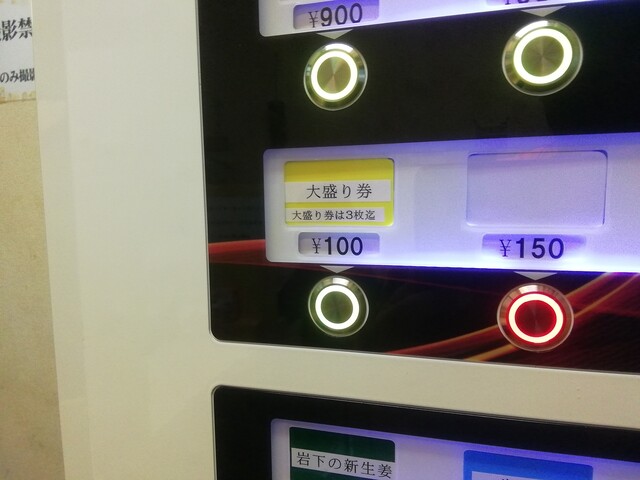 影禁
のみ撮影
¥900
大盛り券
大盛り券は3枚迄
¥100
¥150
岩下の新生姜